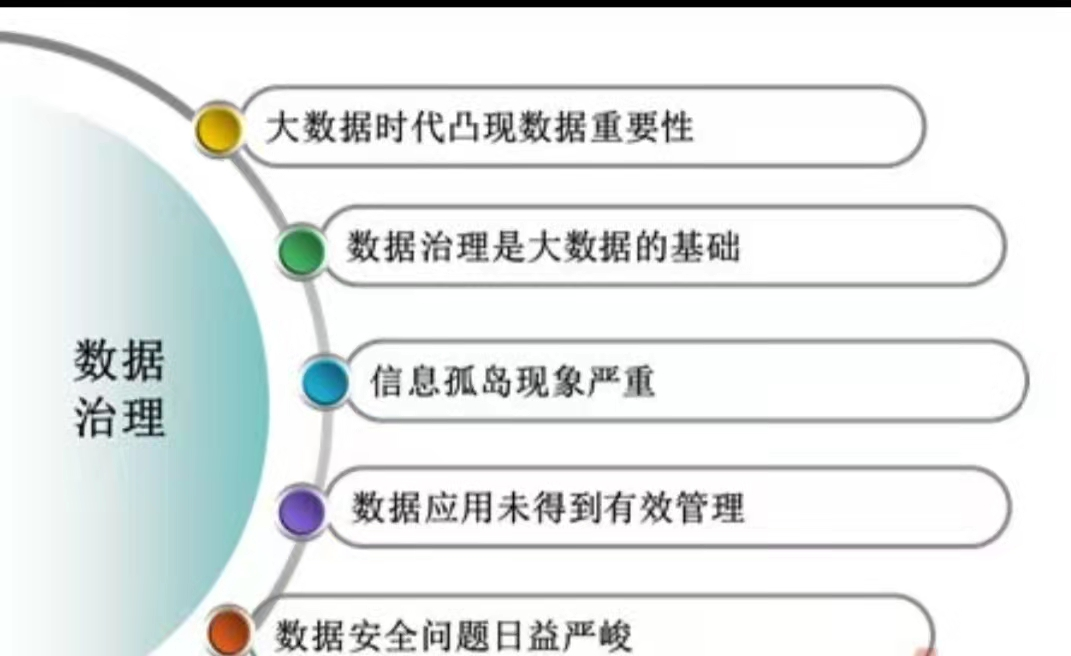 大数据时代凸现数据重要性
数据治理是大数据的基础
数据
治理
信息孤岛现象严重
数据应用未得到有效管理
数据安全问题日益严峻